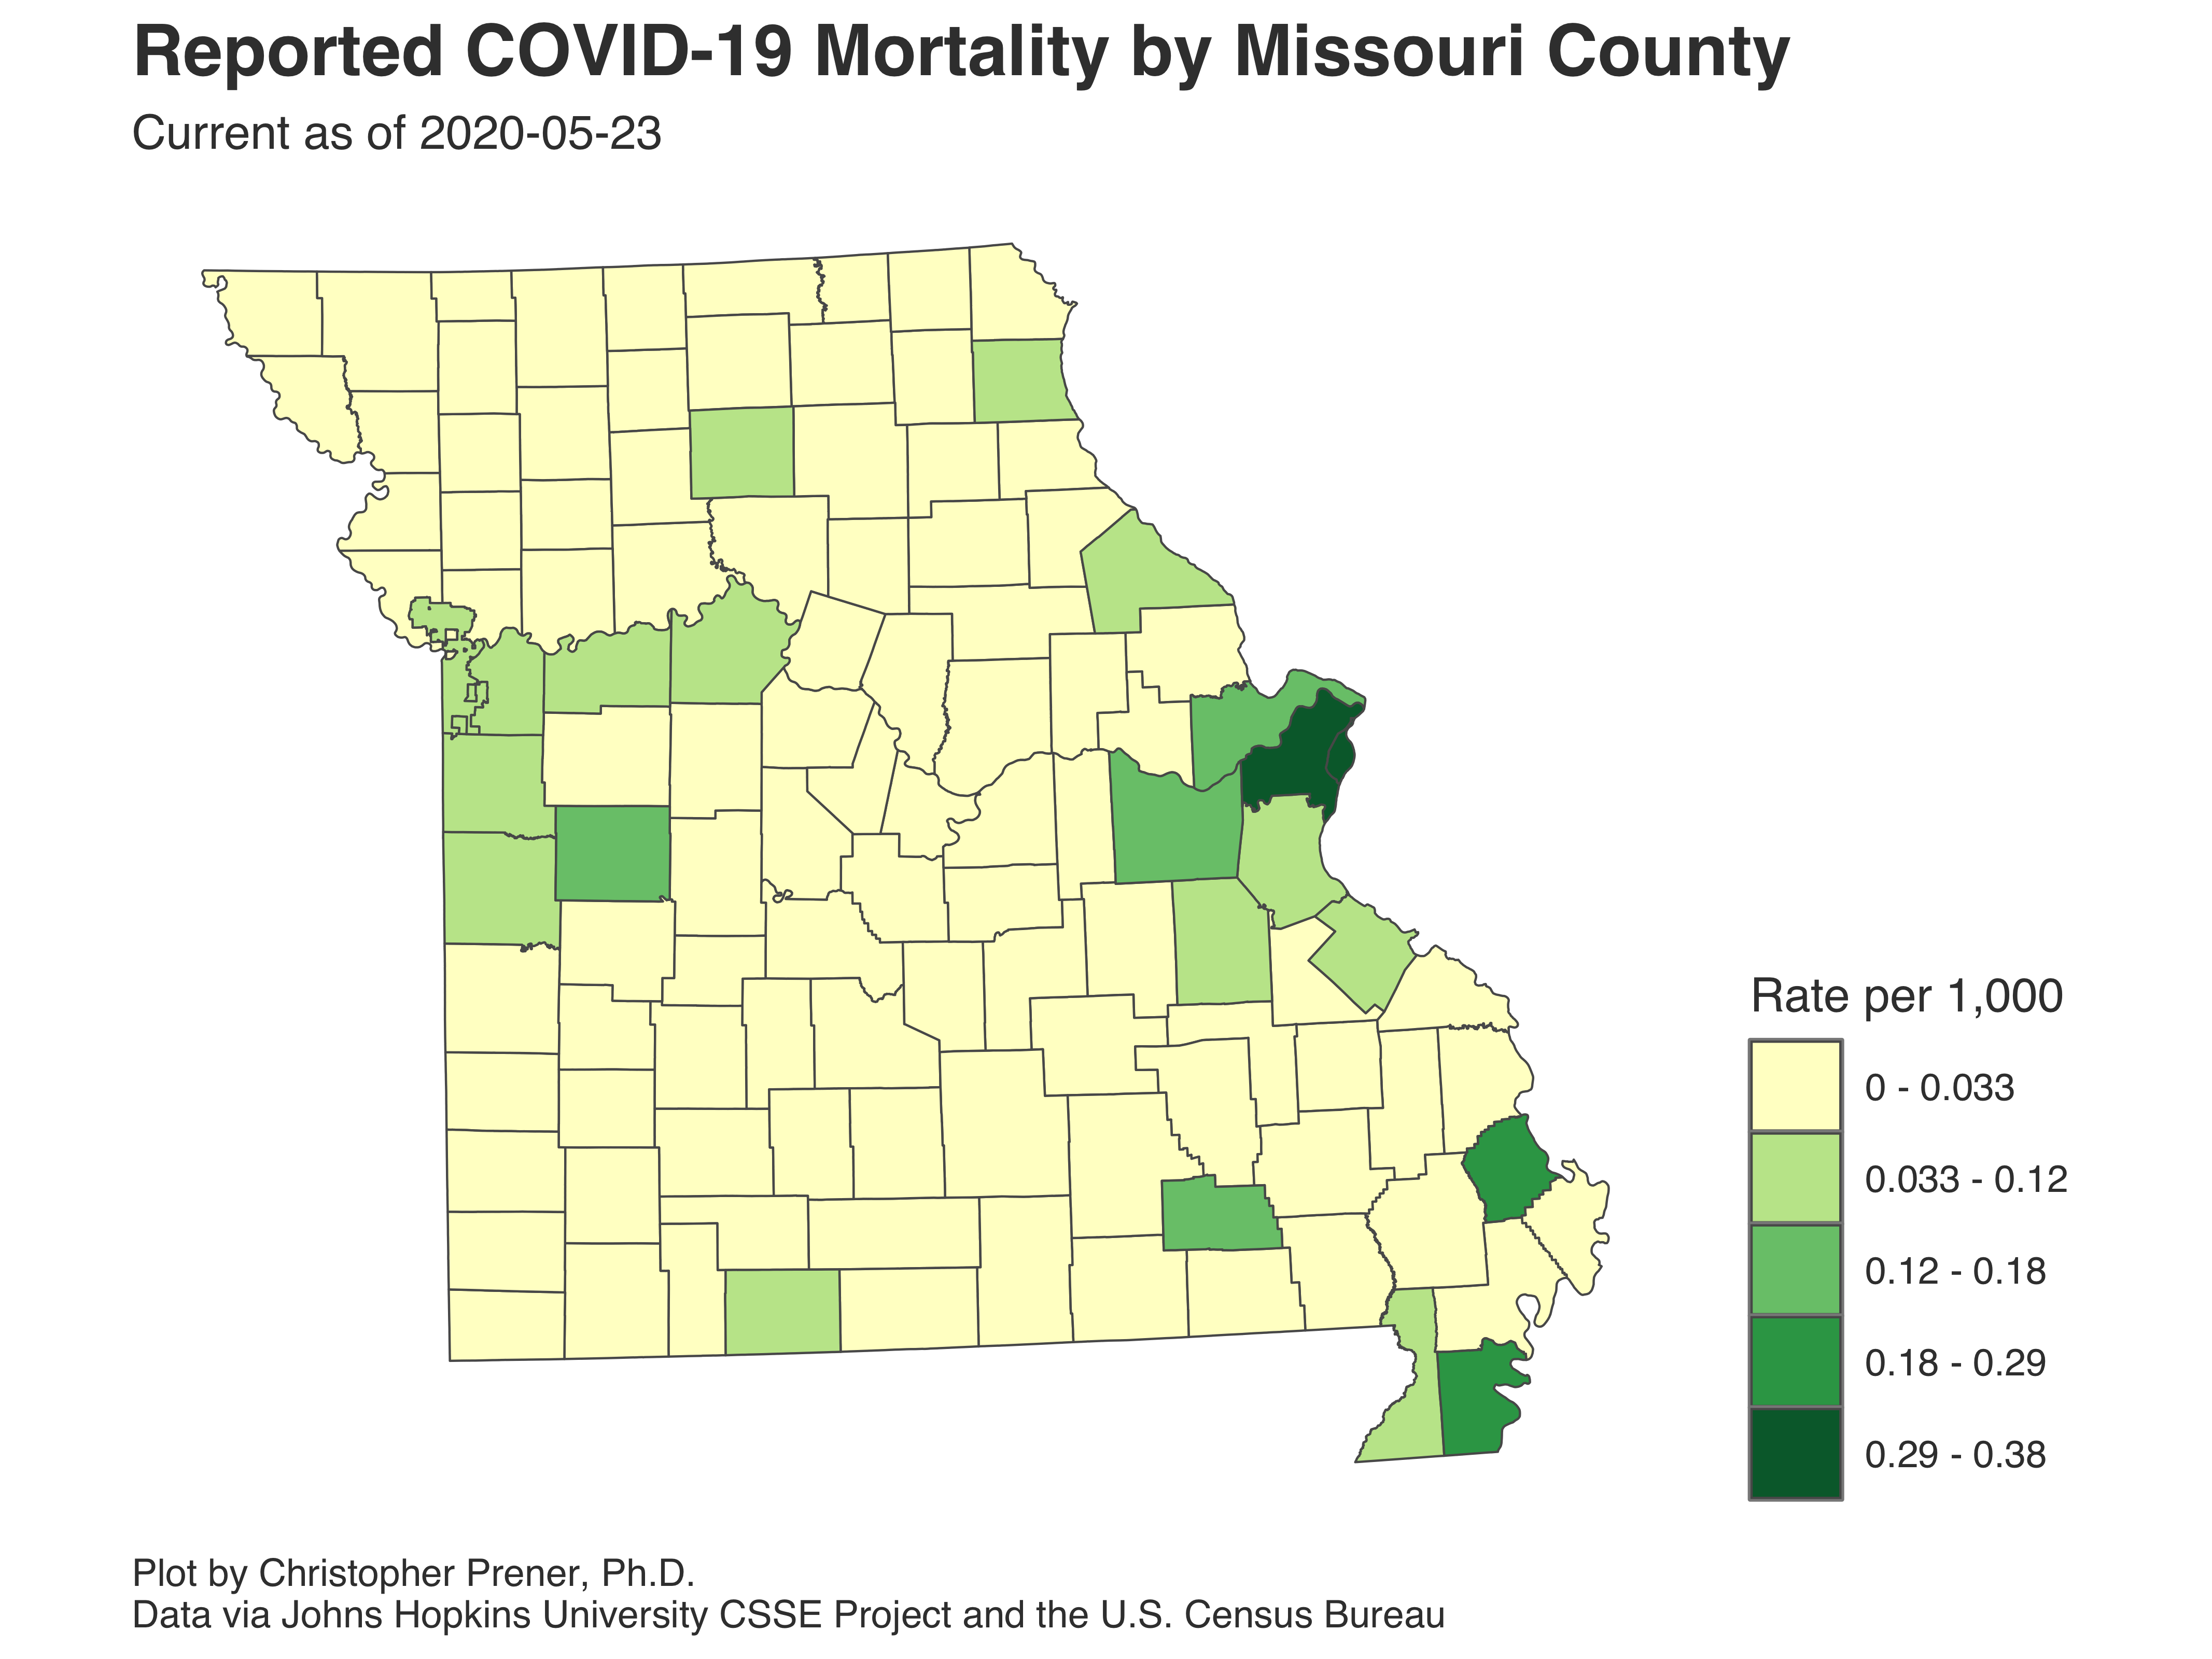 Reported COVID-19 Mortality by Missouri County
Current as of 2020-05-23
Rate per 1,000
0 - 0.033
0.033 - 0.12
0.12 - 0.18
0.18 - 0.29
0.29 - 0.38
Plot by Christopher Prener, Ph.D.
Data via Johns Hopkins University CSSE Project and the U.S. Census Bureau